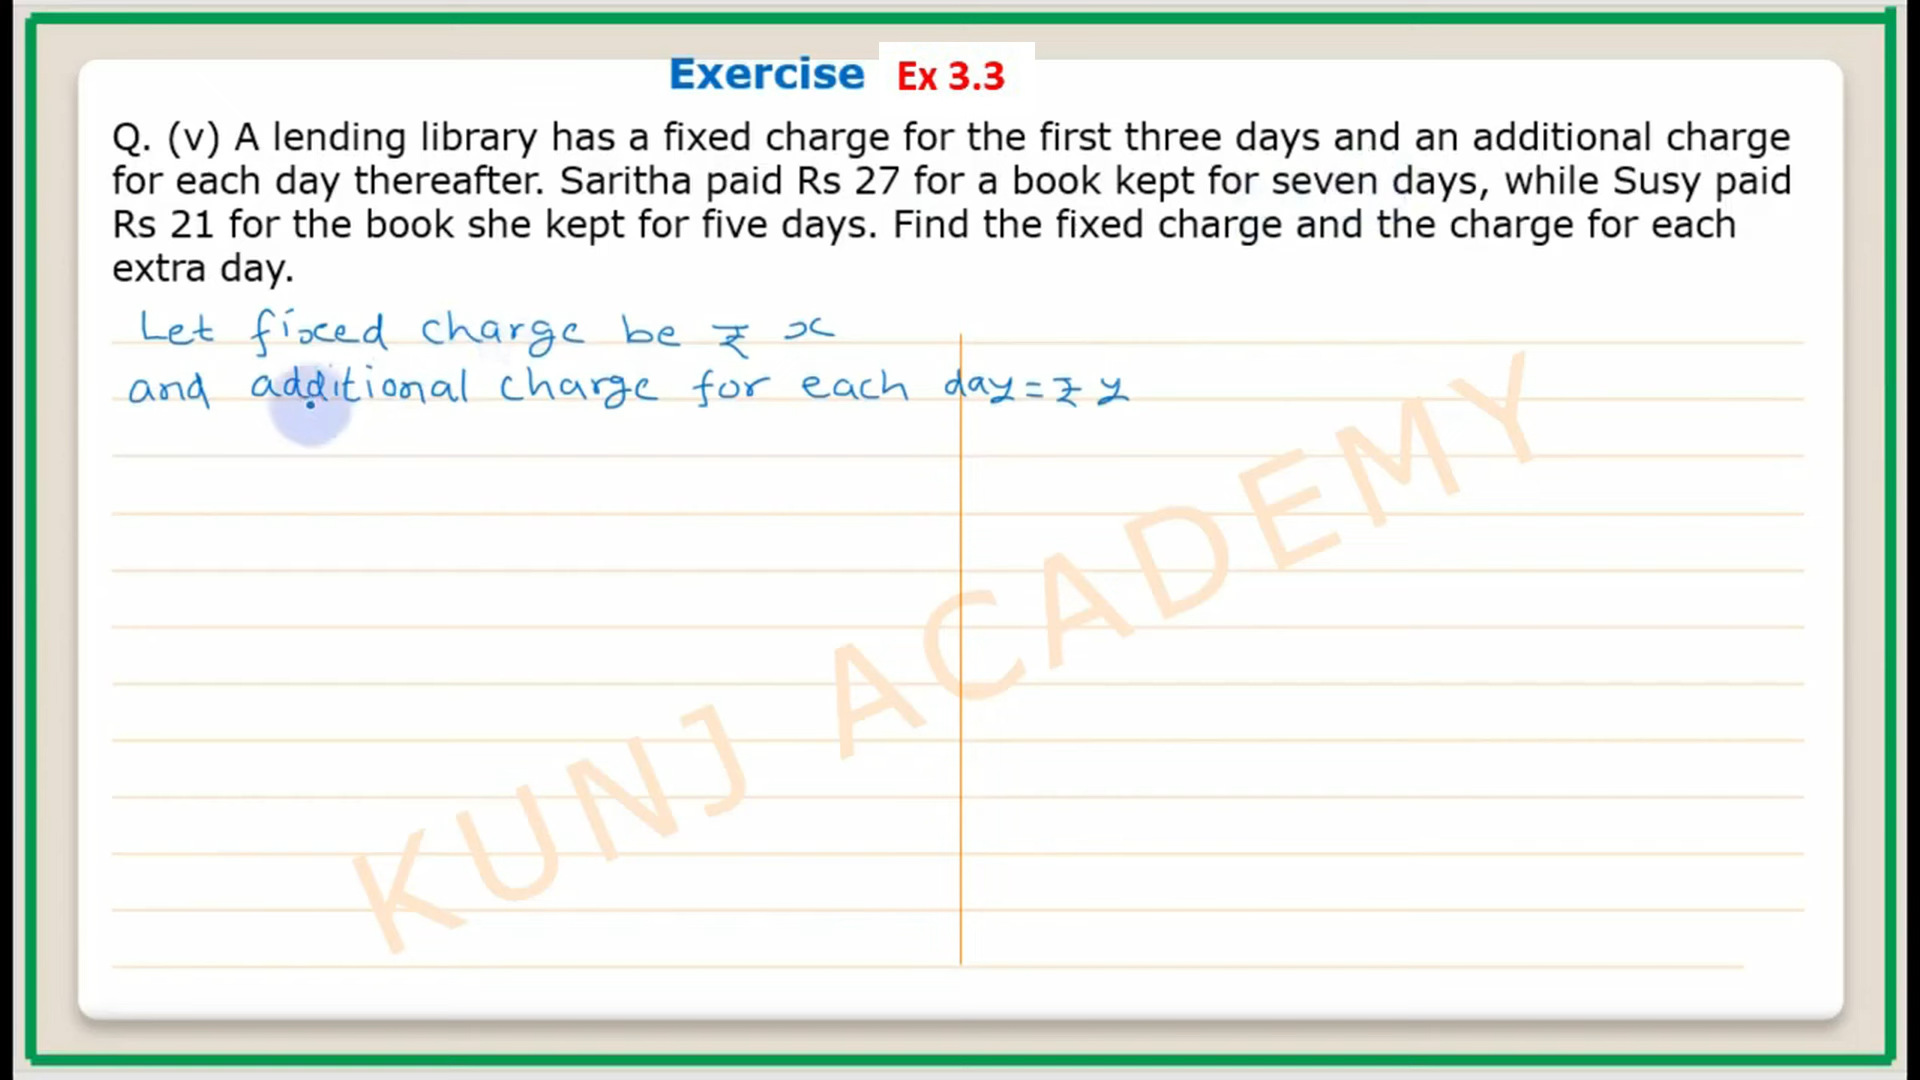 Exercise Ex 3.3
Q. (v) A lending library has a fixed charge for the first three days and an additional charge
for each day thereafter. Saritha paid Rs 27 for a book kept for seven days, while Susy paid
Rs 21 for the book she kept for five days. Find the fixed charge and the charge for each
extra day.
Let fixed charge be ₹ x
and additional charge for each day = ₹ y
KUNJ ACADEMY